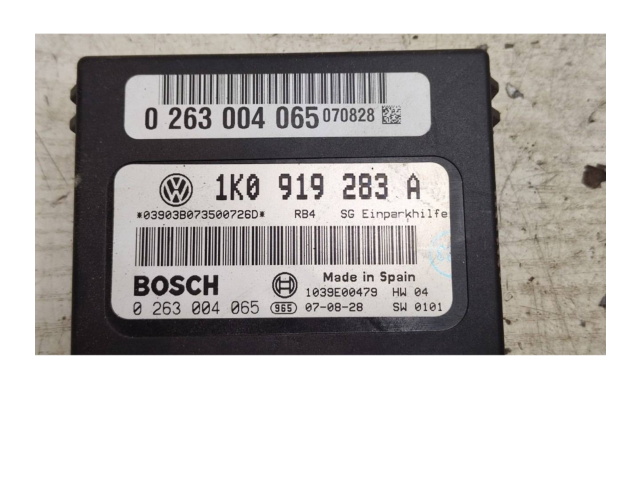 0 263 004 065 070828
VW 1K0 919 283 A
*03903B073500726D* RB4 SG Einparkhilfe
BOSCH Made in Spain
1039E00479 HW 04
0 263 004 065 965 07-08-28 SW 0101